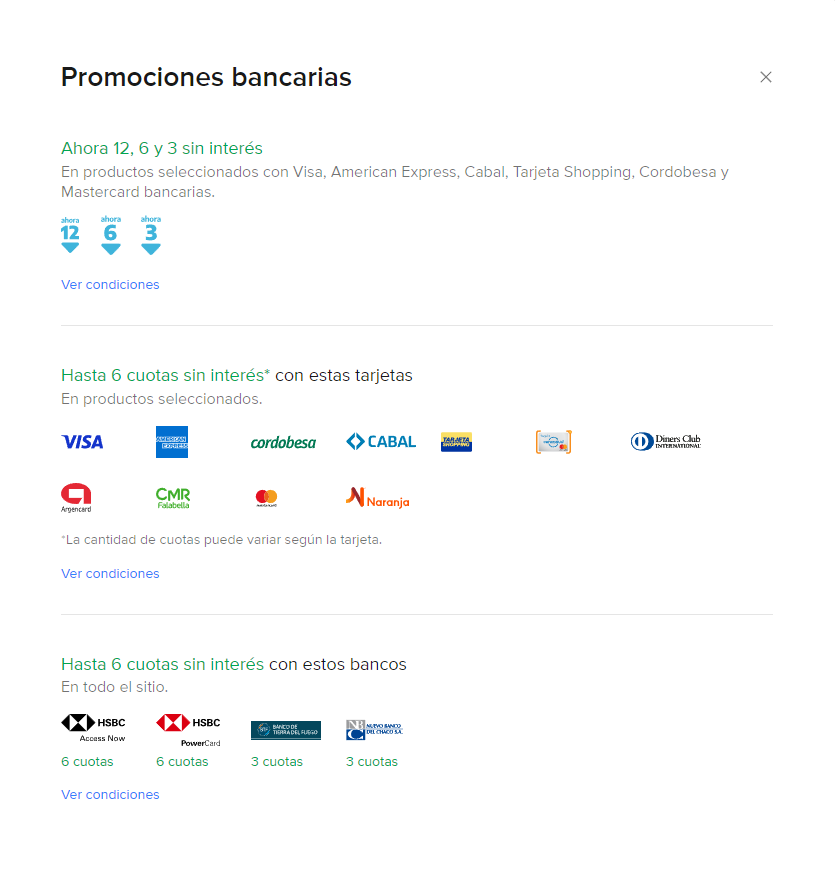 Promociones bancarias
Ahora 12, 6 y 3 sin interés
En productos seleccionados con Visa, American Express, Cabal, Tarjeta Shopping, Cordobesa y
Mastercard bancarias.
ahora ahora ahora
12 6 3
Ver condiciones
Hasta 6 cuotas sin interés* con estas tarjetas
En productos seleccionados.
VISA AMERICAN EXPRESS cordobesa CABAL TARJETA SHOPPING Diners Club INTERNATIONAL
Argencard CMR Falabella Naranja
*La cantidad de cuotas puede variar según la tarjeta.
Ver condiciones
Hasta 6 cuotas sin interés con estos bancos
En todo el sitio.
HSBC HSBC BANCO DE NB NUEVO BANCO
Access Now PowerCard TIERRA DEL FUEGO DEL CHACO S.A.
6 cuotas 6 cuotas 3 cuotas 3 cuotas
Ver condiciones